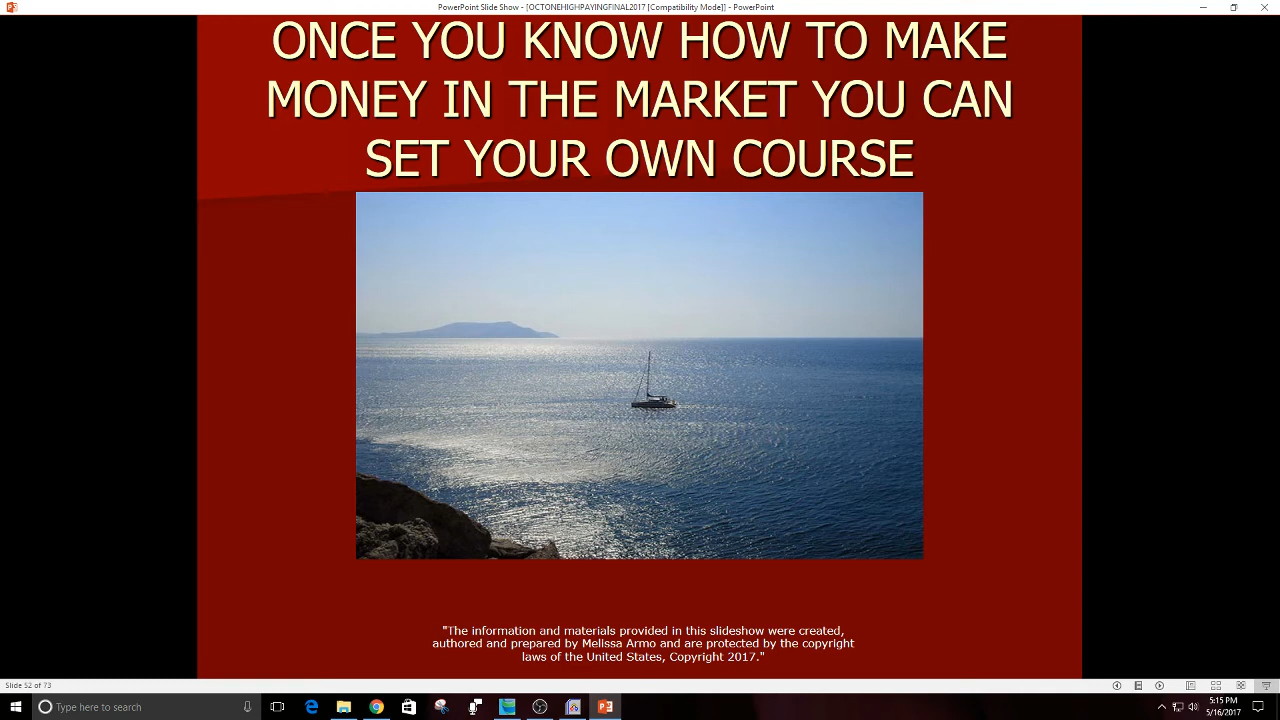 PowerPoint Slide Show - [OCTONEHIGHPAYINGFINAL2017 [Compatibility Mode]] - PowerPoint
ONCE YOU KNOW HOW TO MAKE
MONEY IN THE MARKET YOU CAN
SET YOUR OWN COURSE
"The information and materials provided in this slideshow were created,
authored and prepared by Melissa Armo and are protected by the copyright
laws of the United States, Copyright 2017."
Slide 52 of 73
Type here to search
5:15 PM
5/16/2017